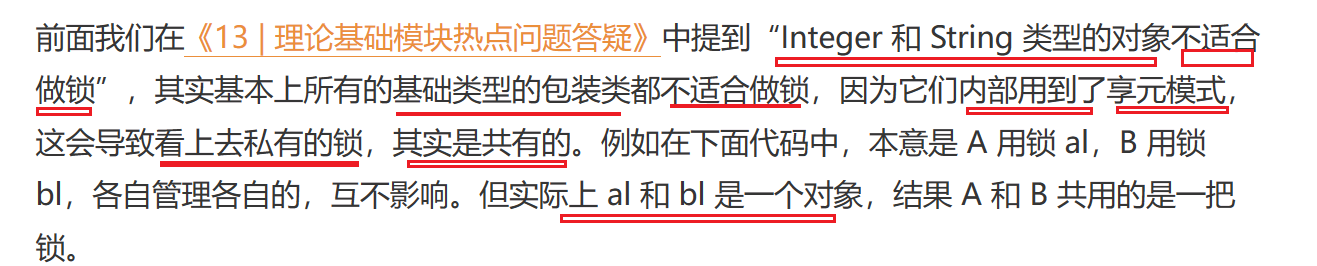 前面我们在《13 | 理论基础模块热点问题答疑》中提到“Integer 和 String 类型的对象不适合
做锁”，其实基本上所有的基础类型的包装类都不适合做锁，因为它们内部用到了享元模式，
这会导致看上去私有的锁，其实是共有的。例如在下面代码中，本意是 A 用锁 al，B 用锁
bl，各自管理各自的，互不影响。但实际上 al 和 bl 是一个对象，结果 A 和 B 共用的是一把
锁。